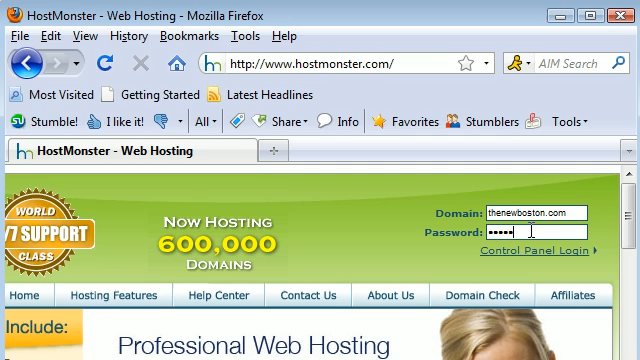 HostMonster - Web Hosting - Mozilla Firefox
File Edit View History Bookmarks Tools Help
http://www.hostmonster.com/ AIM Search
Most Visited Getting Started Latest Headlines
Stumble! I like it! All Share Info Favorites Stumblers Tools
HostMonster - Web Hosting
WORLD
/7 SUPPORT
CLASS
NOW HOSTING
600,000
DOMAINS
Domain: thenewboston.com
Password: •••••
Control Panel Login
Home Hosting Features Help Center Contact Us About Us Domain Check Affiliates
Include:
Professional Web Hosting